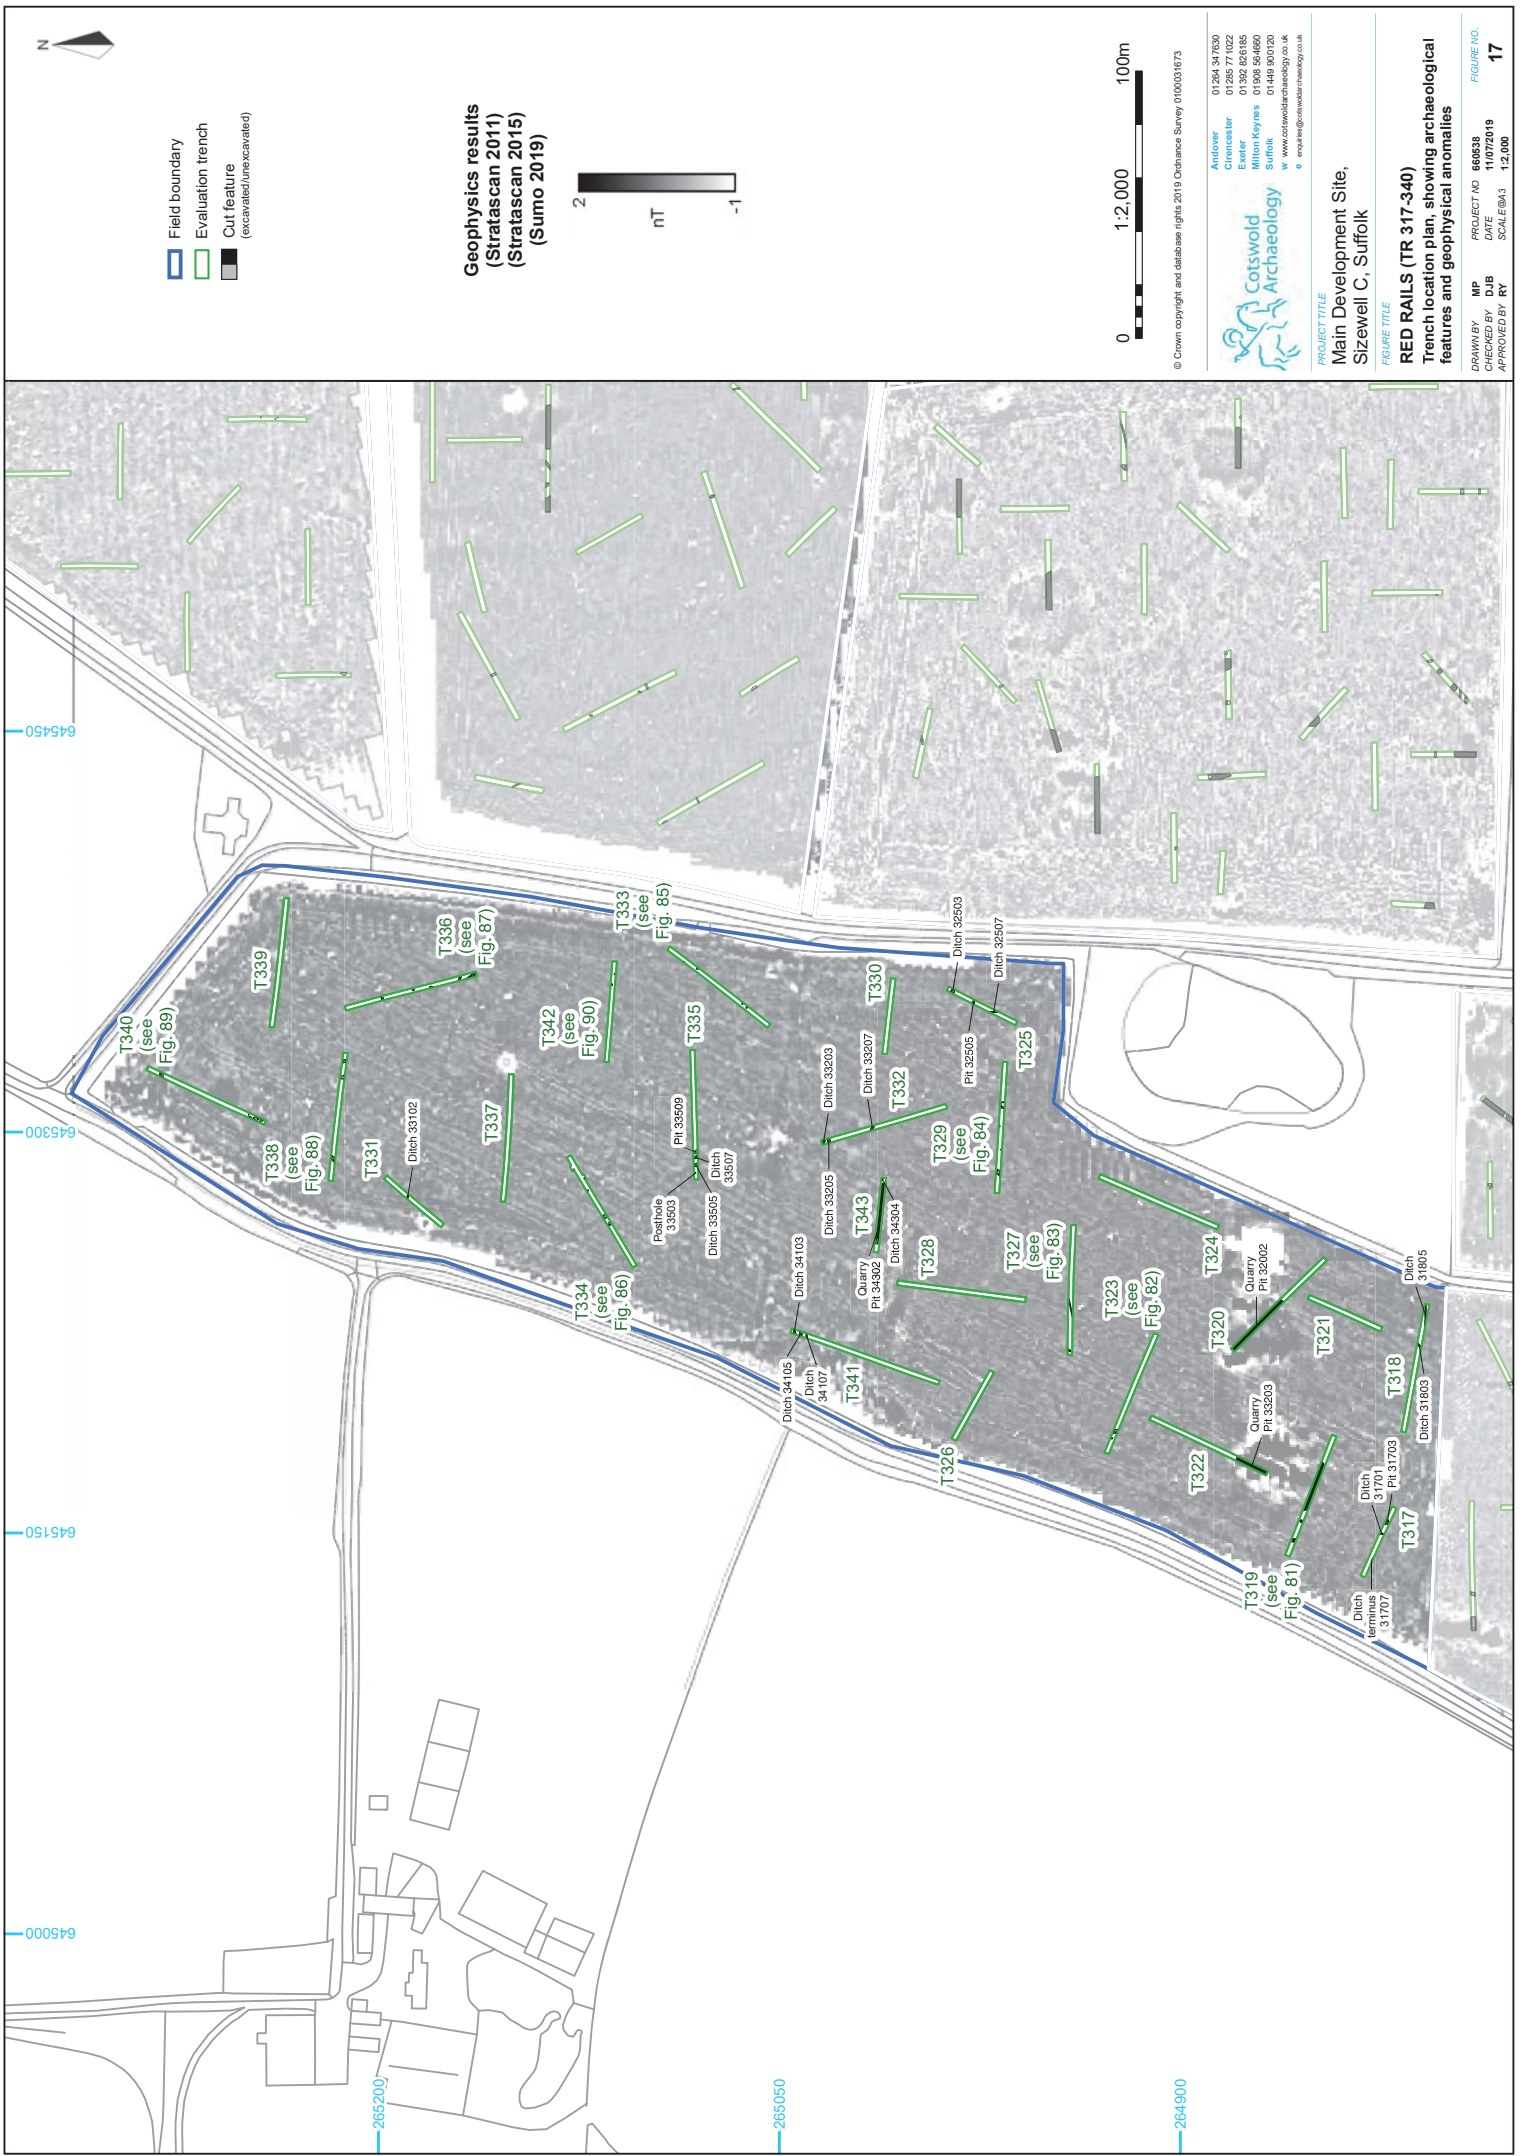 N
Field boundary
Evaluation trench
Cut feature
(excavated/unexcavated)
Geophysics results
(Stratascan 2011)
(Stratascan 2015)
(Sumo 2019)
2
nT
-1
0
1:2,000
100m
© Crown copyright and database rights 2019 Ordnance Survey 0100031673
Cotswold
Archaeology
Andover 01264 347630
Cirencester 01285 771022
Exeter 01392 826185
Milton Keynes 01908 564660
Suffolk 01449 900120
w www.cotswoldarchaeology.co.uk
e enquiries@cotswoldarchaeology.co.uk
PROJECT TITLE
Main Development Site,
Sizewell C, Suffolk
FIGURE TITLE
RED RAILS (TR 317-340)
Trench location plan, showing archaeological
features and geophysical anomalies
DRAWN BY MP
CHECKED BY DJB
APPROVED BY RY
PROJECT NO 660538
DATE 11/07/2019
SCALE@A3 1:2,000
FIGURE NO.
17
645450
645300
645150
645000
265200
265050
264900
T340
(see
Fig. 89)
T339
T338
(see
Fig. 88)
T336
(see
Fig. 87)
T331
Ditch 33102
T337
T342
(see
Fig. 90)
T333
(see
Fig. 85)
T334
(see
Fig. 86)
T335
Pit 33509
Ditch
33507
Posthole
33503
Ditch 33505
T330
Ditch 33203
Ditch 33207
T332
Ditch 33205
T343
Ditch 34304
Quarry
Pit 34302
T328
Ditch 34103
Ditch 34105
Ditch
34107
T341
Ditch 32503
Ditch 32507
Pit 32505
T325
T329
(see
Fig. 84)
T326
T327
(see
Fig. 83)
T323
(see
Fig. 82)
T324
T322
Quarry
Pit 33203
T320
Quarry
Pit 32002
T321
T319
(see
Fig. 81)
T318
Ditch
31805
Ditch 31803
Ditch
31701
Pit 31703
T317
Ditch
terminus
31707